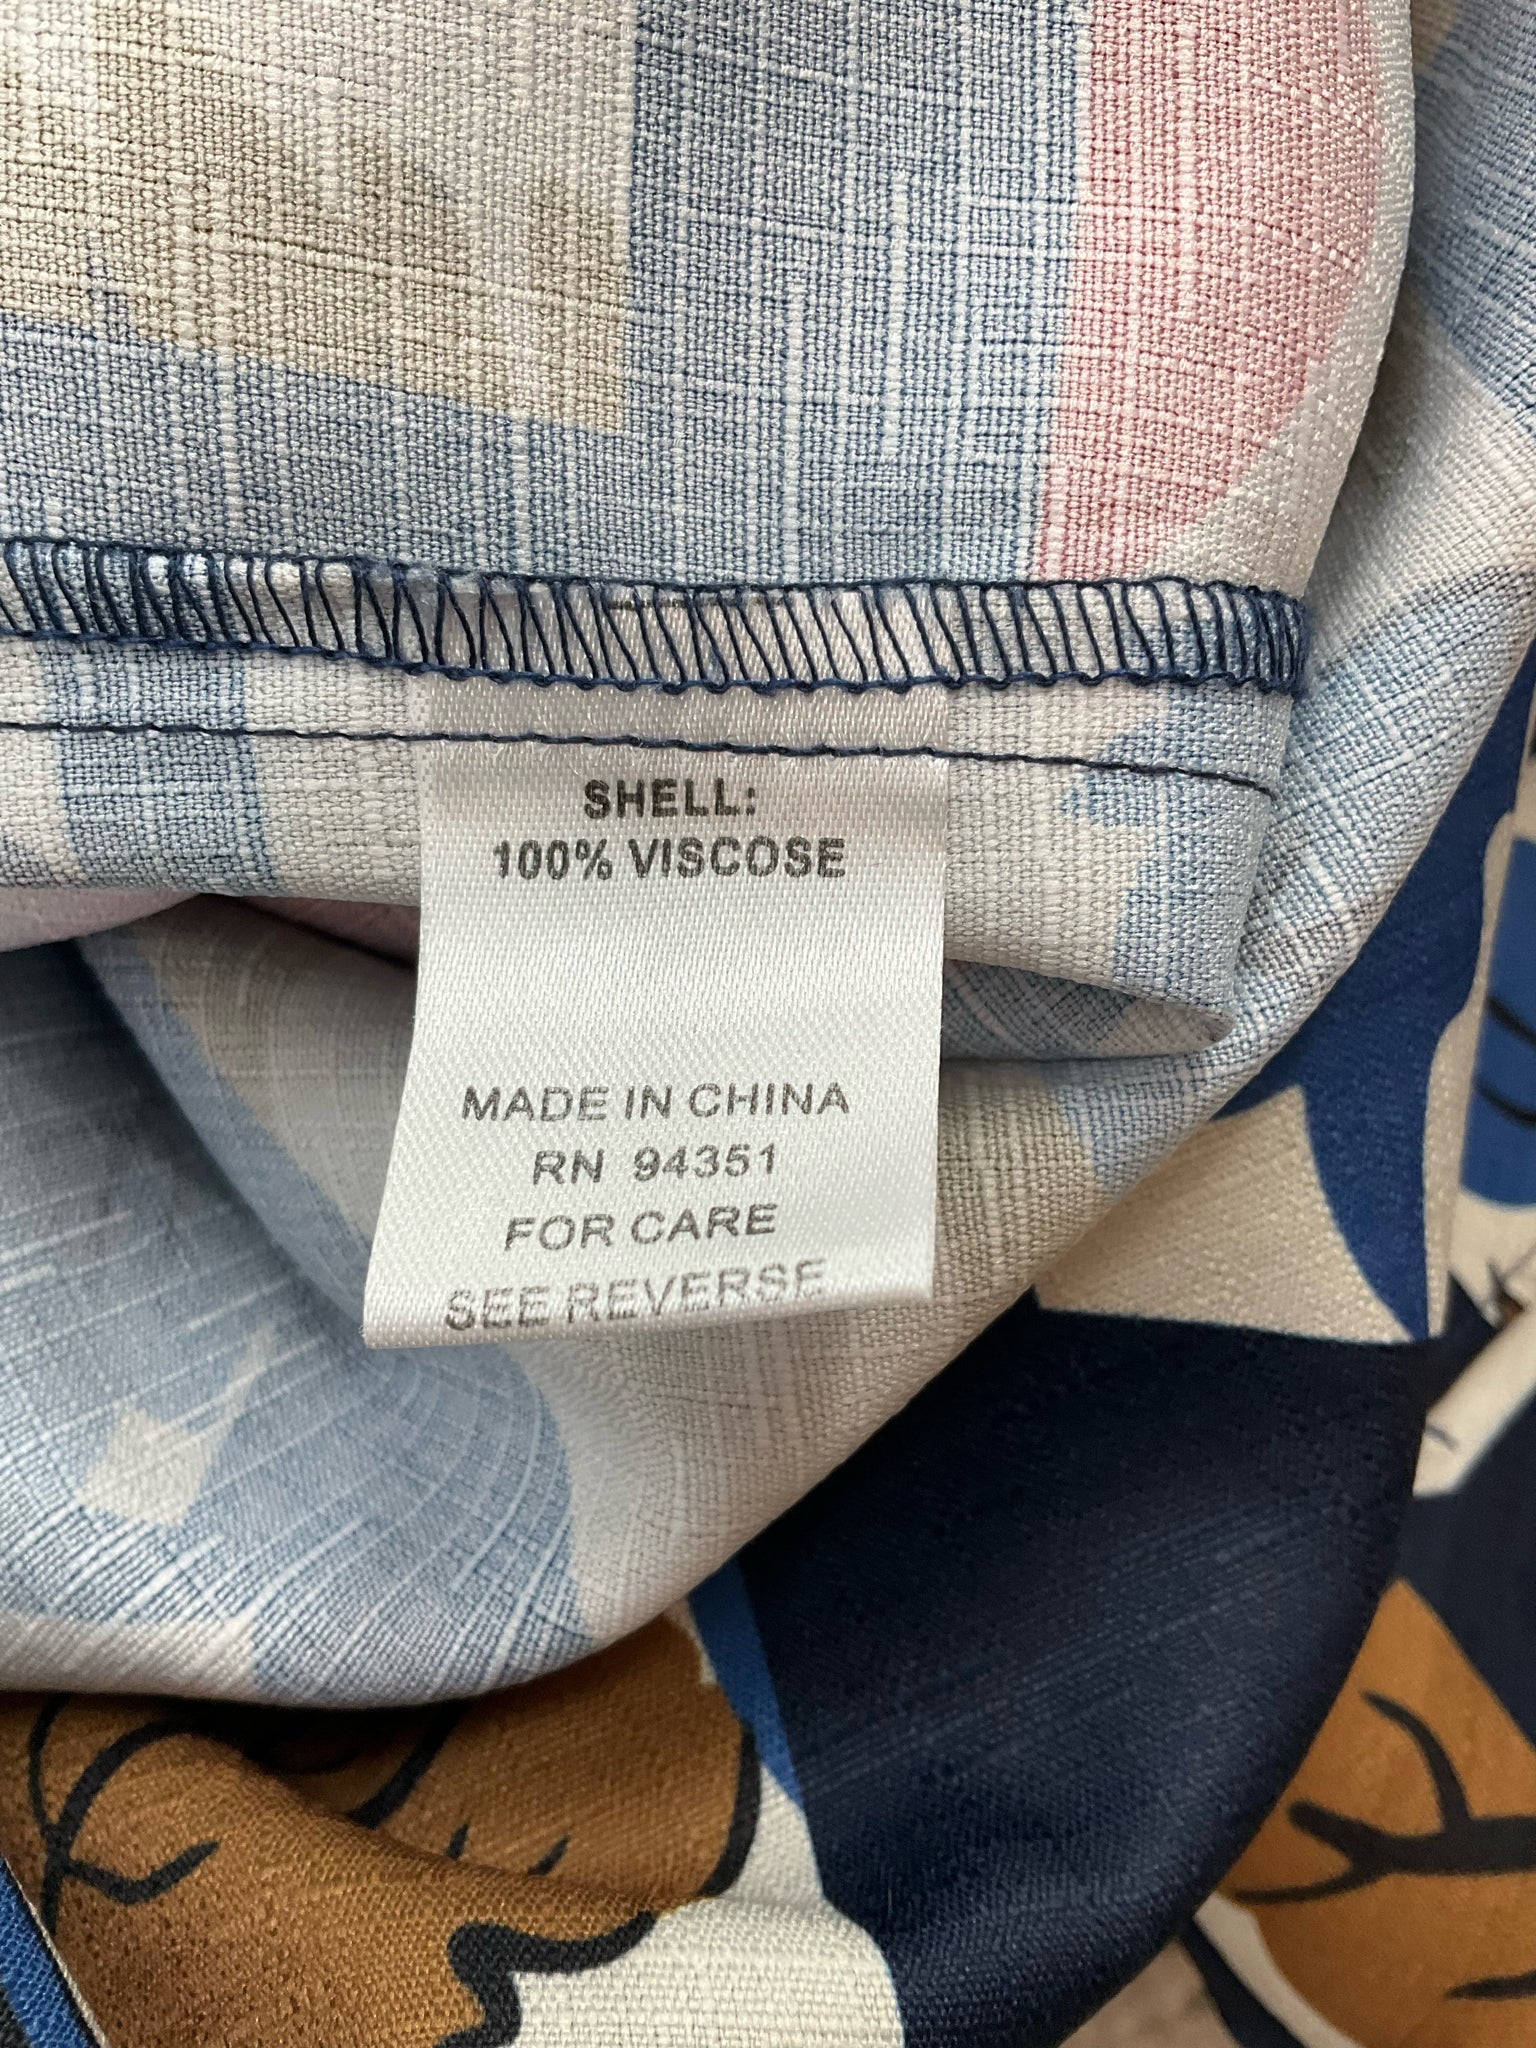 SHELL:
100% VISCOSE
MADE IN CHINA
RN 94351
FOR CARE
SEE REVERSE